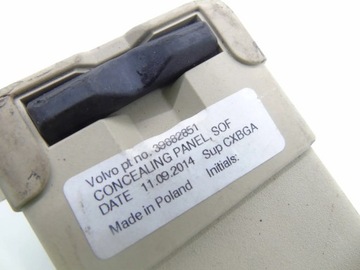 Volvo pt no. 39882851
CONCEALING PANEL, SOF
DATE 11.09.2014 Sup CXBGA
Made in Poland Initials: